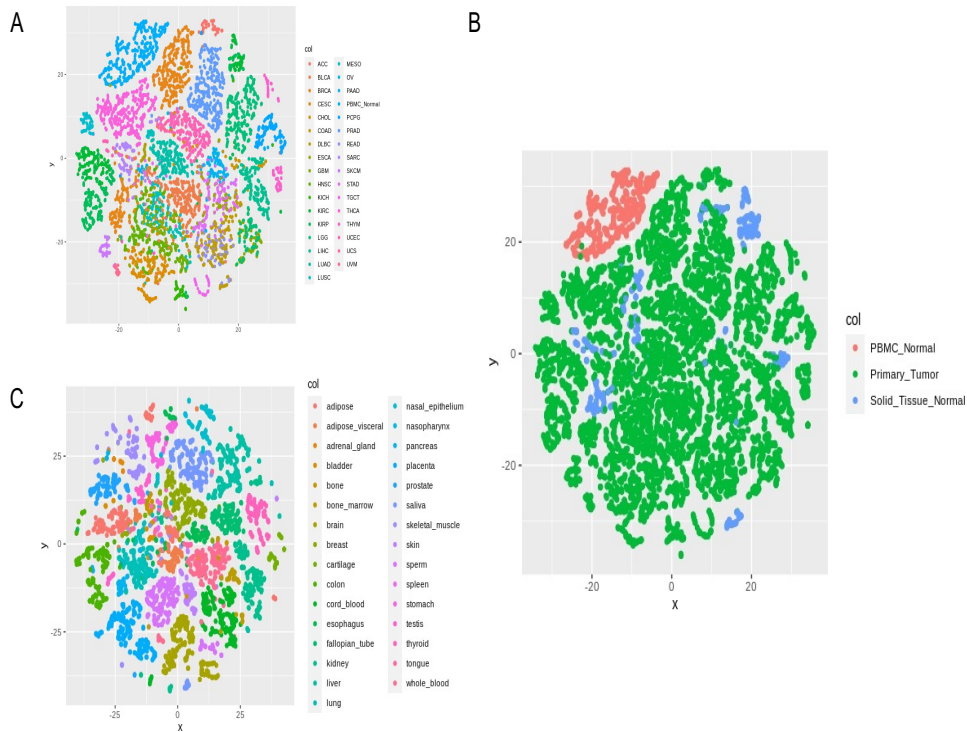 A
20
0
-20
y
-20
0
20
col
ACC
BLCA
BRCA
CESC
CHOL
COAD
DLBC
ESCA
GBM
HNSC
KICH
KIRC
KIRP
LGG
LIHC
LUAD
LUSC
MESO
OV
PAAD
PBMC_Normal
PCPG
PRAD
READ
SARC
SKCM
STAD
TGCT
THCA
THYM
UCEC
UCS
UVM
B
20
0
-20
y
-20
0
20
x
col
PBMC_Normal
Primary_Tumor
Solid_Tissue_Normal
C
25
0
-25
y
-25
0
25
x
col
adipose
adipose_visceral
adrenal_gland
bladder
bone
bone_marrow
brain
breast
cartilage
colon
cord_blood
esophagus
fallopian_tube
kidney
liver
lung
nasal_epithelium
nasopharynx
pancreas
placenta
prostate
saliva
skeletal_muscle
skin
sperm
spleen
stomach
testis
thyroid
tongue
whole_blood